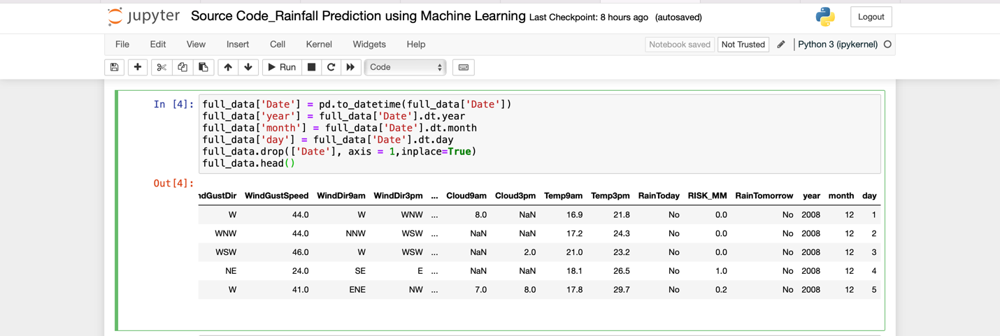 jupyter Source Code_Rainfall Prediction using Machine Learning Last Checkpoint: 8 hours ago (autosaved) Logout
File Edit View Insert Cell Kernel Widgets Help Notebook saved Not Trusted Python 3 (ipykernel)
Run Code
In [4]: full_data['Date'] = pd.to_datetime(full_data['Date'])
full_data['year'] = full_data['Date'].dt.year
full_data['month'] = full_data['Date'].dt.month
full_data['day'] = full_data['Date'].dt.day
full_data.drop(['Date'], axis = 1,inplace=True)
full_data.head()
Out[4]:
ndGustDir WindGustSpeed WindDir9am WindDir3pm ... Cloud9am Cloud3pm Temp9am Temp3pm RainToday RISK_MM RainTomorrow year month day
W 44.0 W WNW ... 8.0 NaN 16.9 21.8 No 0.0 No 2008 12 1
WNW 44.0 NNW WSW ... NaN NaN 17.2 24.3 No 0.0 No 2008 12 2
WSW 46.0 W WSW ... NaN 2.0 21.0 23.2 No 0.0 No 2008 12 3
NE 24.0 SE E ... NaN NaN 18.1 26.5 No 1.0 No 2008 12 4
W 41.0 ENE NW ... 7.0 8.0 17.8 29.7 No 0.2 No 2008 12 5